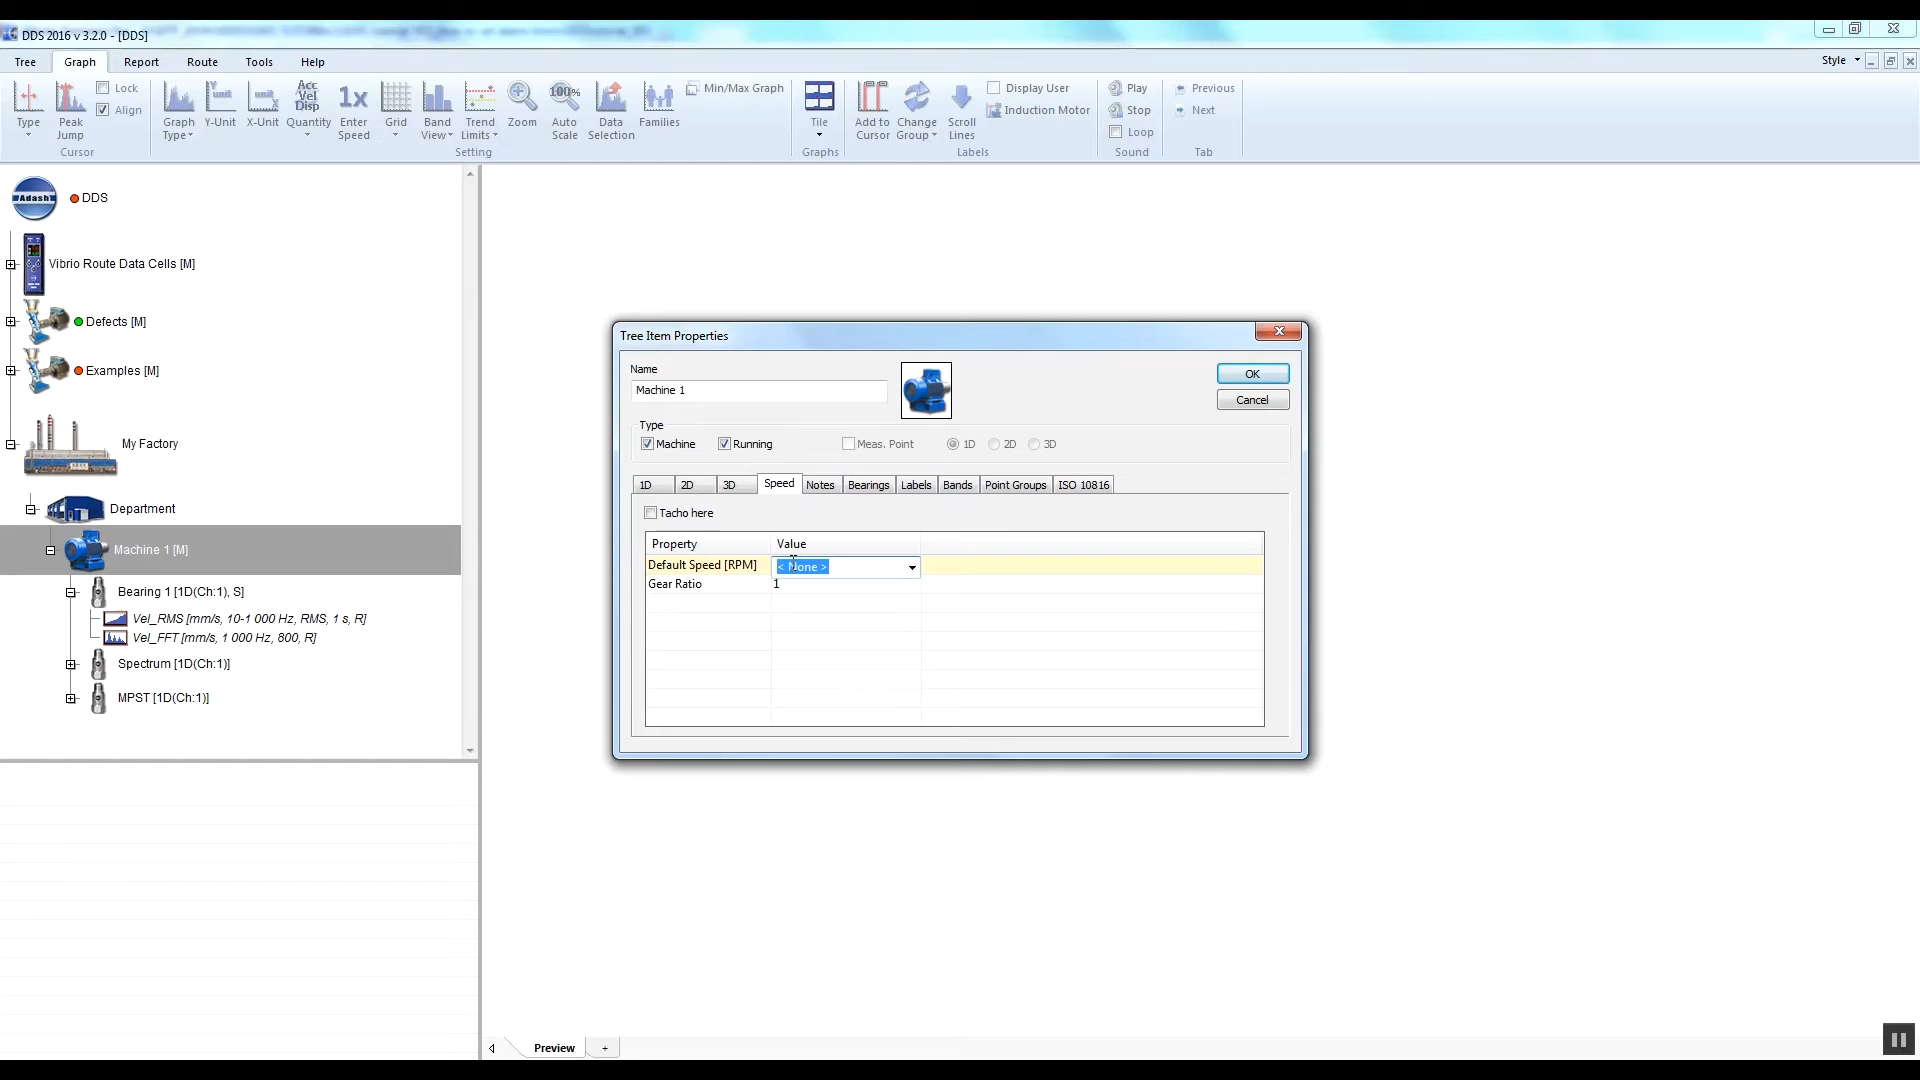 DDS 2016 v 3.2.0 - [DDS]
Tree Graph Report Route Tools Help Style
Lock
Align
Type
Peak Jump
Cursor
Graph Type
Y-Unit
X-Unit
Acc Vel Disp
Quantity
1x
Enter Speed
Grid
Band View
Trend Limits
Zoom
100%
Auto Scale
Data Selection
Families
Min/Max Graph
Setting
Tile
Graphs
Add to Cursor
Change Group
Scroll Lines
Display User
Induction Motor
Labels
Play
Stop
Loop
Sound
Previous
Next
Tab
Adash
DDS
Vibrio Route Data Cells [M]
Defects [M]
Examples [M]
My Factory
Department
Machine 1 [M]
Bearing 1 [1D(Ch:1), S]
Vel_RMS [mm/s, 10-1 000 Hz, RMS, 1 s, R]
Vel_FFT [mm/s, 1 000 Hz, 800, R]
Spectrum [1D(Ch:1)]
MPST [1D(Ch:1)]
Tree Item Properties
Name
Machine 1
OK
Cancel
Type
Machine Running Meas. Point 1D 2D 3D
1D 2D 3D Speed Notes Bearings Labels Bands Point Groups ISO 10816
Tacho here
Property Value
Default Speed [RPM] < None >
Gear Ratio 1
Preview +